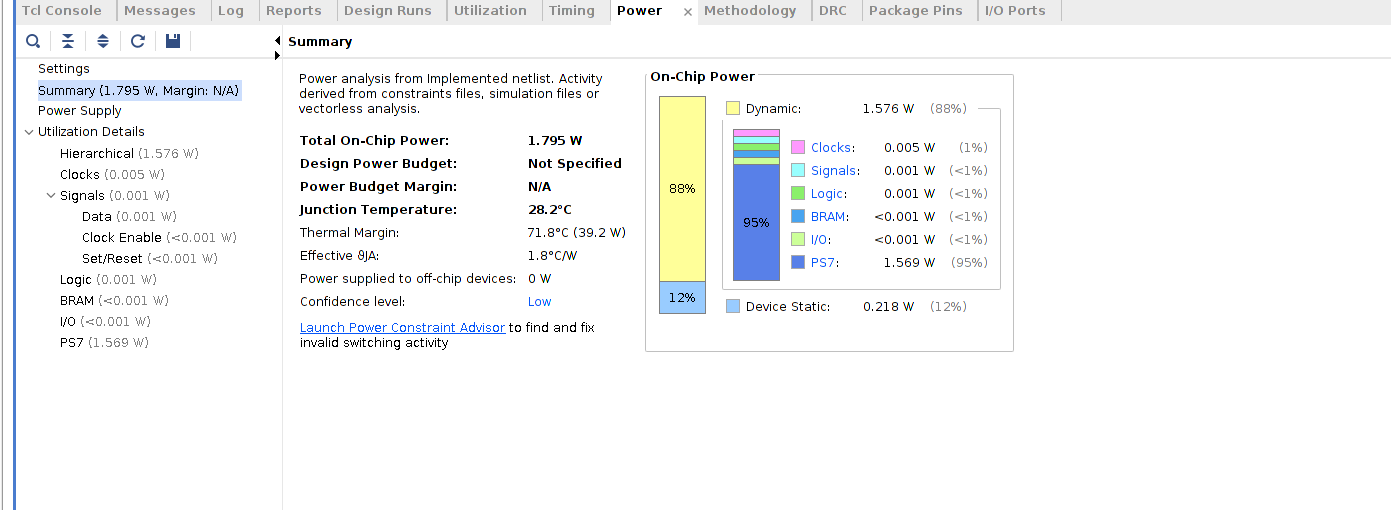 Tcl Console Messages Log Reports Design Runs Utilization Timing Power × Methodology DRC Package Pins I/O Ports
Summary
Settings
Summary (1.795 W, Margin: N/A)
Power Supply
Utilization Details
Hierarchical (1.576 W)
Clocks (0.005 W)
Signals (0.001 W)
Data (0.001 W)
Clock Enable (<0.001 W)
Set/Reset (<0.001 W)
Logic (0.001 W)
BRAM (<0.001 W)
I/O (<0.001 W)
PS7 (1.569 W)
Power analysis from Implemented netlist. Activity
derived from constraints files, simulation files or
vectorless analysis.
Total On-Chip Power: 1.795 W
Design Power Budget: Not Specified
Power Budget Margin: N/A
Junction Temperature: 28.2°C
Thermal Margin: 71.8°C (39.2 W)
Effective ϑJA: 1.8°C/W
Power supplied to off-chip devices: 0 W
Confidence level: Low
Launch Power Constraint Advisor to find and fix
invalid switching activity
On-Chip Power
88%
12%
Dynamic: 1.576 W (88%)
95%
Clocks: 0.005 W (1%)
Signals: 0.001 W (<1%)
Logic: 0.001 W (<1%)
BRAM: <0.001 W (<1%)
I/O: <0.001 W (<1%)
PS7: 1.569 W (95%)
Device Static: 0.218 W (12%)